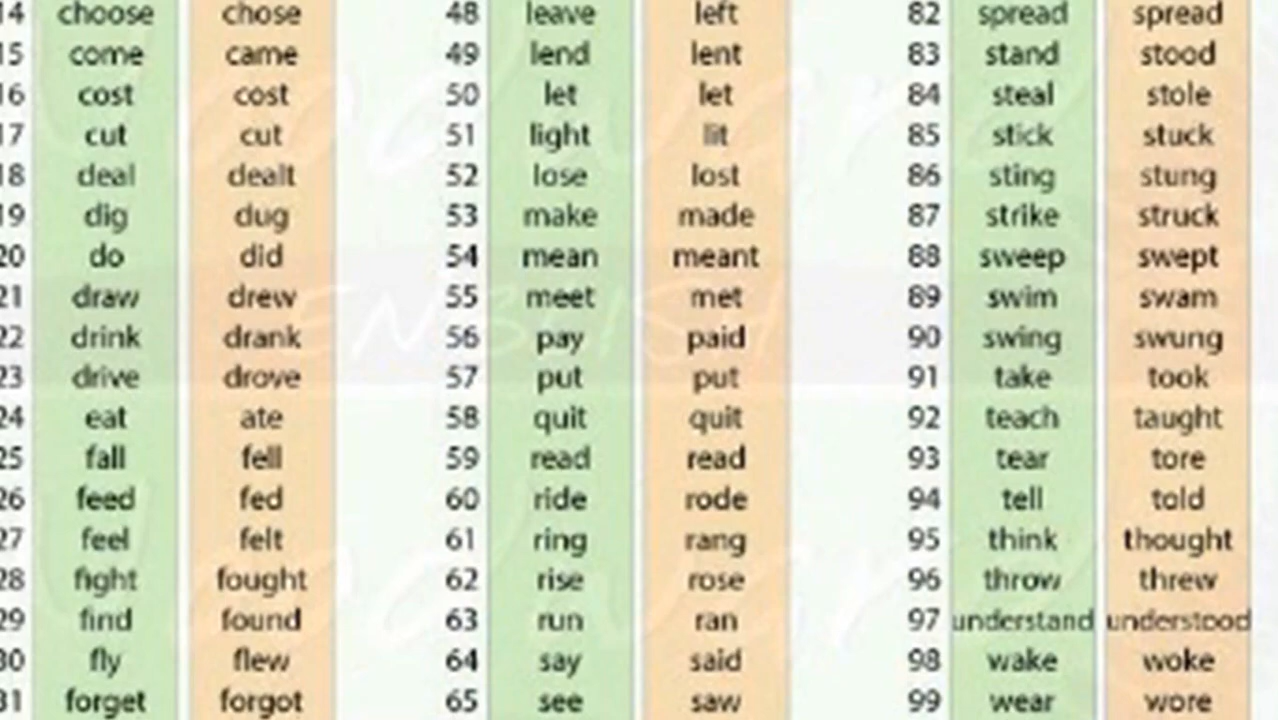 14 choose chose 48 leave left 82 spread spread
15 come came 49 lend lent 83 stand stood
16 cost cost 50 let let 84 steal stole
17 cut cut 51 light lit 85 stick stuck
18 deal dealt 52 lose lost 86 sting stung
19 dig dug 53 make made 87 strike struck
20 do did 54 mean meant 88 sweep swept
21 draw drew 55 meet met 89 swim swam
22 drink drank 56 pay paid 90 swing swung
23 drive drove 57 put put 91 take took
24 eat ate 58 quit quit 92 teach taught
25 fall fell 59 read read 93 tear tore
26 feed fed 60 ride rode 94 tell told
27 feel felt 61 ring rang 95 think thought
28 fight fought 62 rise rose 96 throw threw
29 find found 63 run ran 97 understand understood
30 fly flew 64 say said 98 wake woke
31 forget forgot 65 see saw 99 wear wore
ENGLISH